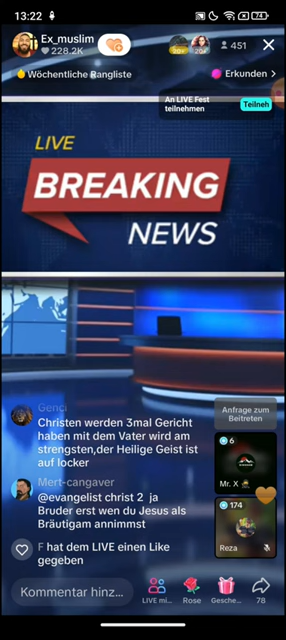 13:22
74
Ex_muslim
228.2K
20+
20+
451
Wöchentliche Rangliste
Erkunden >
An LIVE Fest
teilnehmen
Teilneh
LIVE
BREAKING
NEWS
Genci
Christen werden 3mal Gericht
haben mit dem Vater wird am
strengsten,der Heilige Geist ist
auf locker
Mert-cangaver
@evangelist christ 2 ja
Bruder erst wen du Jesus als
Bräutigam annimmst
F hat dem LIVE einen Like
gegeben
Anfrage zum
Beitreten
6
Mr. X
174
Reza
Kommentar hinz...
LIVE mi...
Rose
Gesche...
78